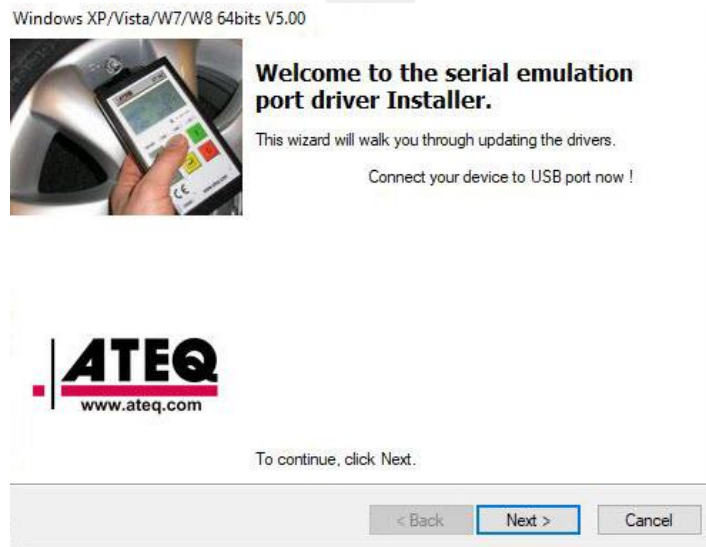 Windows XP/Vista/W7/W8 64bits V5.00
Welcome to the serial emulation
port driver Installer.
This wizard will walk you through updating the drivers.
Connect your device to USB port now !
ATEQ
www.ateq.com
To continue, click Next.
< Back
Next >
Cancel